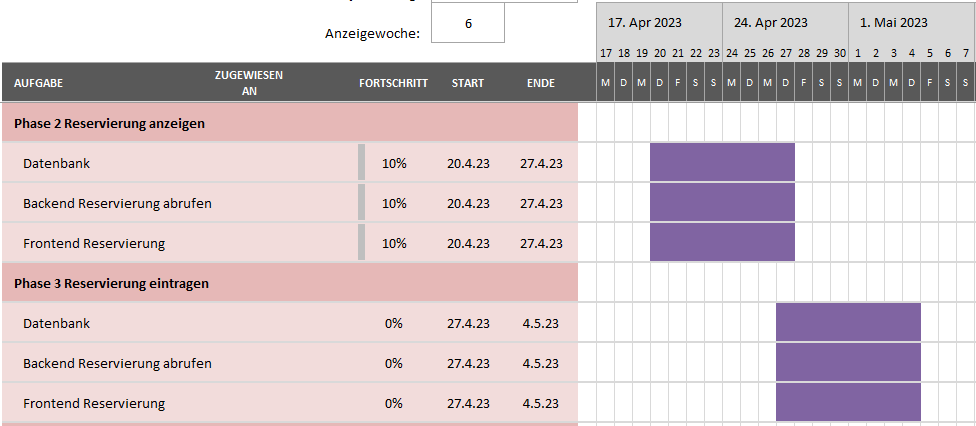 17. Apr 2023 24. Apr 2023 1. Mai 2023
Anzeigewoche: 6
17 18 19 20 21 22 23 24 25 26 27 28 29 30 1 2 3 4 5 6 7
AUFGABE ZUGEWIESEN AN FORTSCHRITT START ENDE M D M D F S S M D M D F S S M D M D F S S
Phase 2 Reservierung anzeigen
Datenbank 10% 20.4.23 27.4.23
Backend Reservierung abrufen 10% 20.4.23 27.4.23
Frontend Reservierung 10% 20.4.23 27.4.23
Phase 3 Reservierung eintragen
Datenbank 0% 27.4.23 4.5.23
Backend Reservierung abrufen 0% 27.4.23 4.5.23
Frontend Reservierung 0% 27.4.23 4.5.23